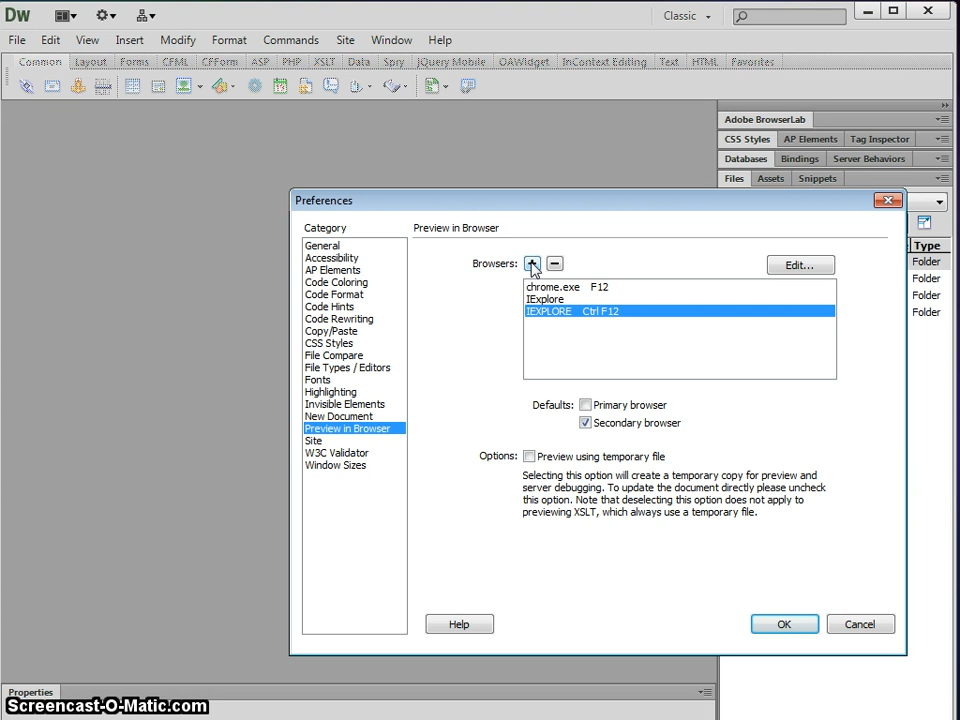 Dw
Classic
File Edit View Insert Modify Format Commands Site Window Help
Common Layout Forms CFML CFForm ASP PHP XSLT Data Spry jQuery Mobile OAWidget InContext Editing Text HTML Favorites
Adobe BrowserLab
CSS Styles AP Elements Tag Inspector
Databases Bindings Server Behaviors
Files Assets Snippets
Type
Folder
Folder
Folder
Folder
Preferences
Category
General
Accessibility
AP Elements
Code Coloring
Code Format
Code Hints
Code Rewriting
Copy/Paste
CSS Styles
File Compare
File Types / Editors
Fonts
Highlighting
Invisible Elements
New Document
Preview in Browser
Site
W3C Validator
Window Sizes
Preview in Browser
Browsers:
Edit...
chrome.exe F12
IExplore
IEXPLORE Ctrl F12
Defaults: Primary browser
Secondary browser
Options: Preview using temporary file
Selecting this option will create a temporary copy for preview and
server debugging. To update the document directly please uncheck
this option. Note that deselecting this option does not apply to
previewing XSLT, which always use a temporary file.
Help OK Cancel
Properties
Screencast-O-Matic.com